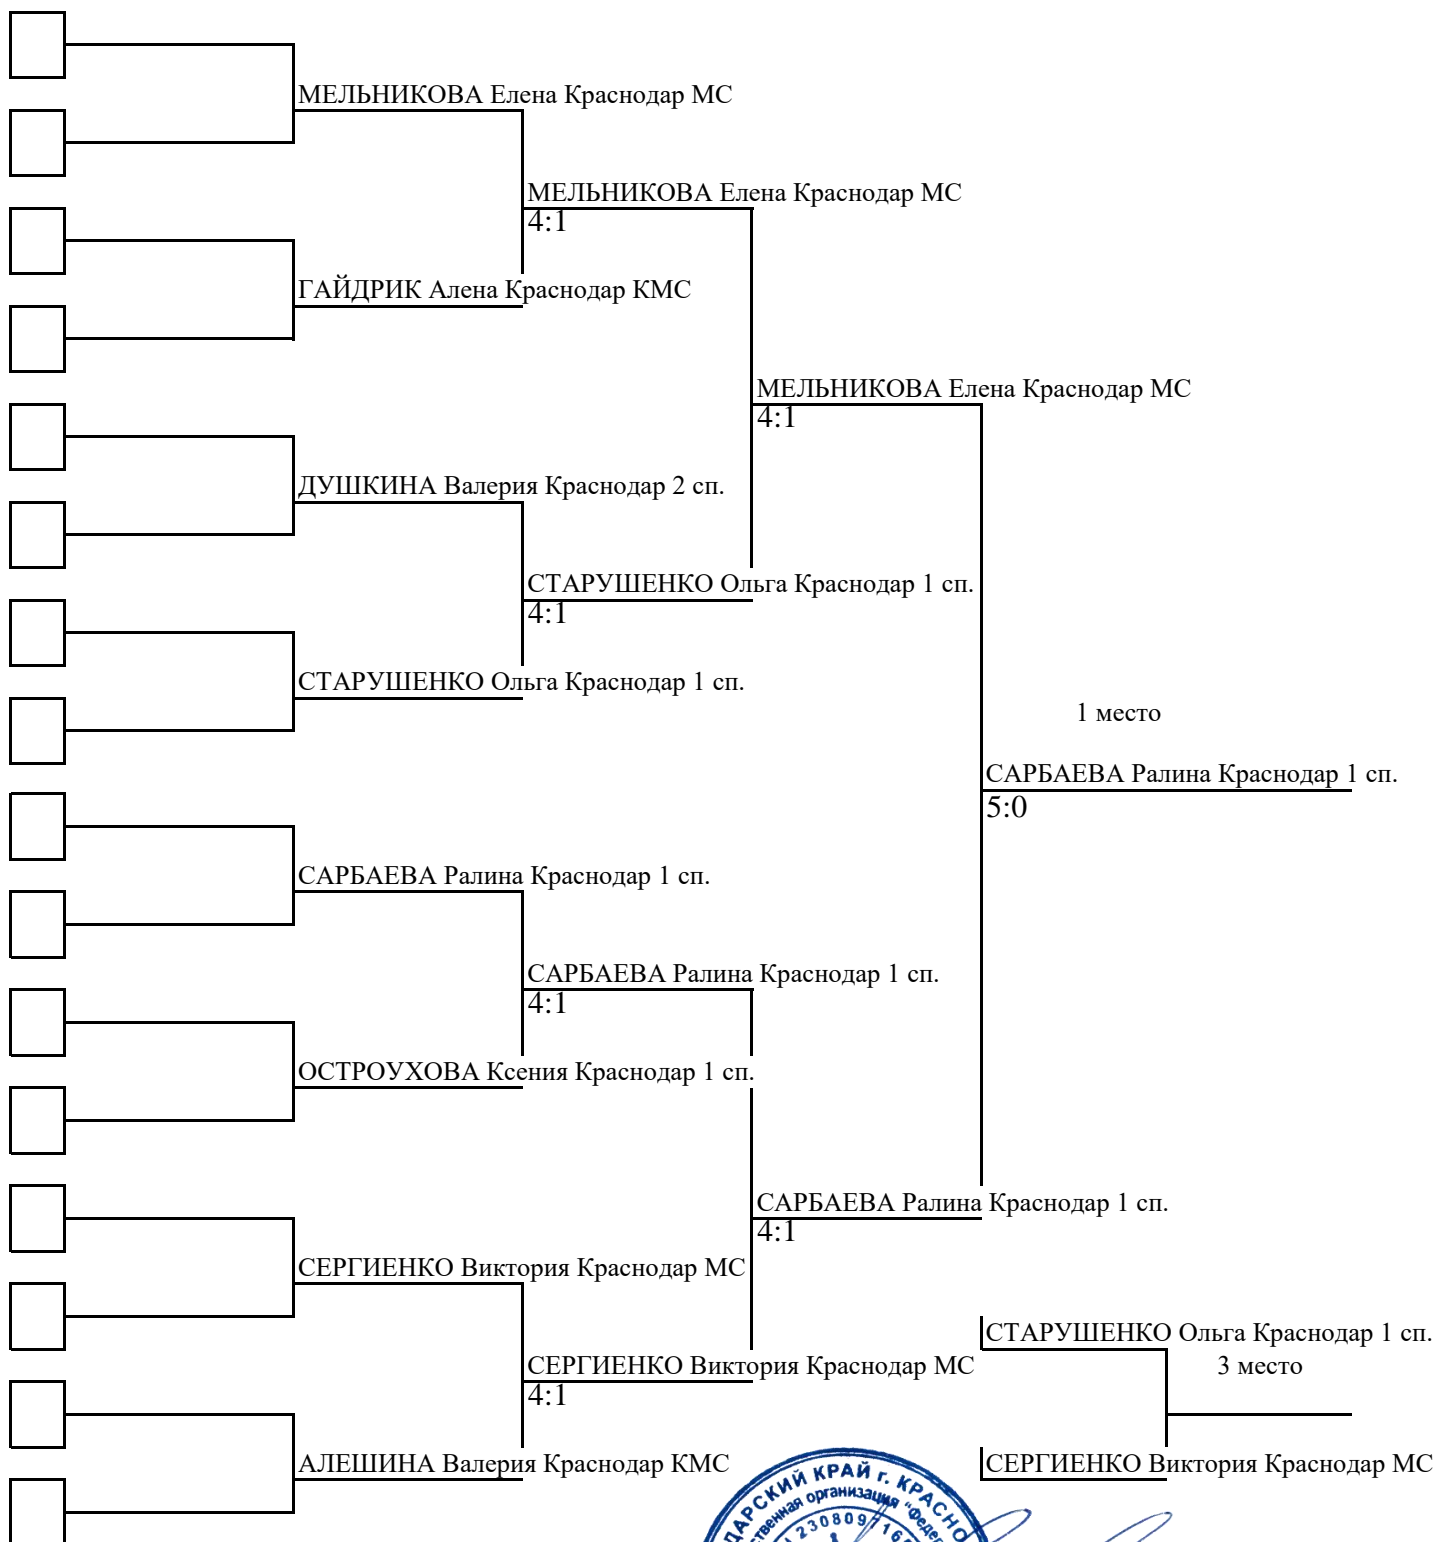 МЕЛЬНИКОВА Елена Краснодар МС
МЕЛЬНИКОВА Елена Краснодар МС
4:1
ГАЙДРИК Алена Краснодар КМС
МЕЛЬНИКОВА Елена Краснодар МС
4:1
ДУШКИНА Валерия Краснодар 2 сп.
СТАРУШЕНКО Ольга Краснодар 1 сп.
4:1
СТАРУШЕНКО Ольга Краснодар 1 сп.
1 место
САРБАЕВА Ралина Краснодар 1 сп.
5:0
САРБАЕВА Ралина Краснодар 1 сп.
САРБАЕВА Ралина Краснодар 1 сп.
4:1
ОСТРОУХОВА Ксения Краснодар 1 сп.
САРБАЕВА Ралина Краснодар 1 сп.
4:1
СЕРГИЕНКО Виктория Краснодар МС
СТАРУШЕНКО Ольга Краснодар 1 сп.
3 место
СЕРГИЕНКО Виктория Краснодар МС
4:1
АЛЕШИНА Валерия Краснодар КМС
СЕРГИЕНКО Виктория Краснодар МС
КРАЙ г.
организация